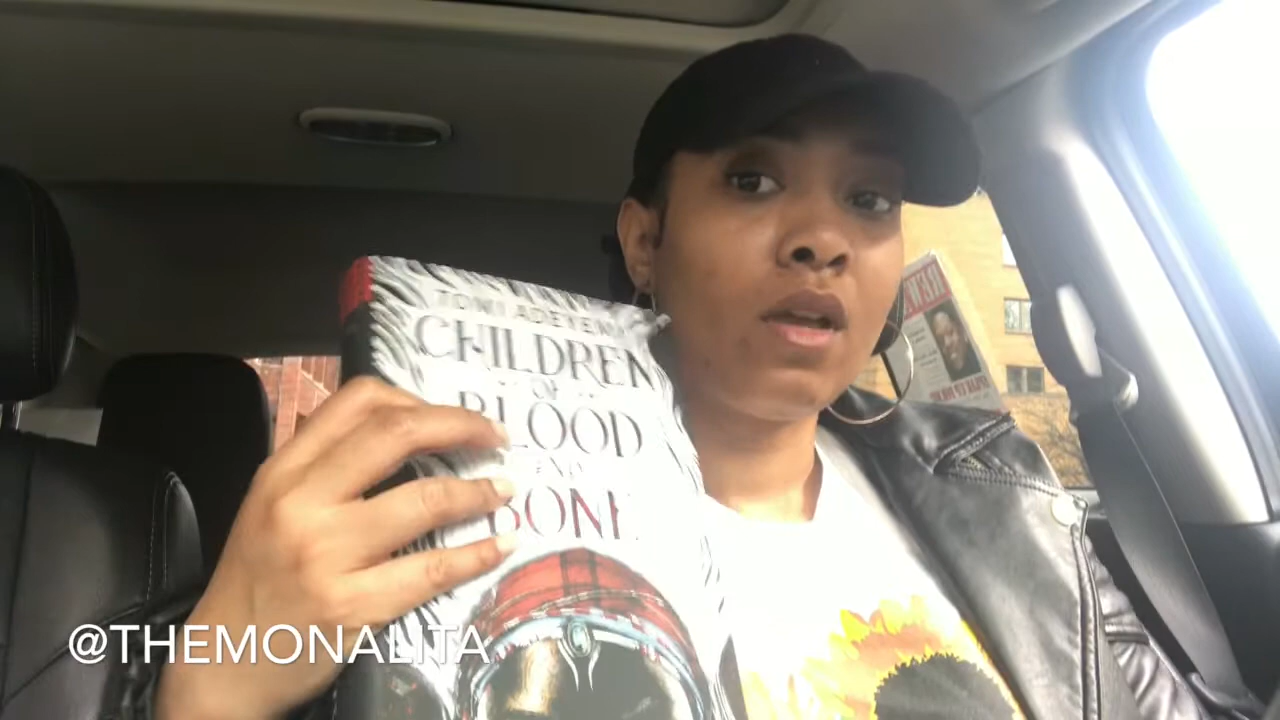 TOMI ADEYEMI
CHILDREN
OF
BLOOD
AND
BONE
@THEMONALITA